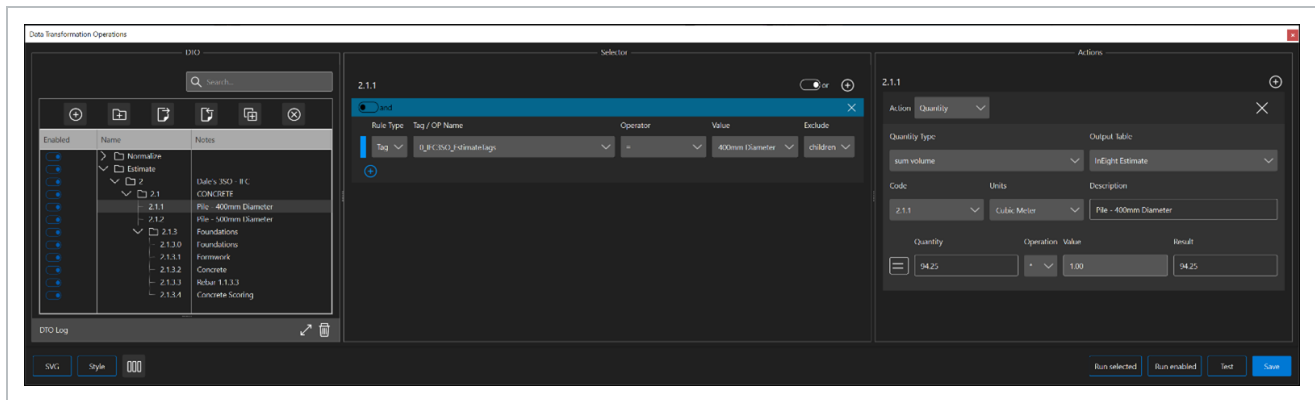 Data Transformation Operations
DTO
Search...
Enabled Name Notes
Normalize
Estimate
2 Dale's 3SO - IFC
2.1 CONCRETE
2.1.1 Pile - 400mm Diameter
2.1.2 Pile - 500mm Diameter
2.1.3 Foundations
2.1.3.0 Foundations
2.1.3.1 Formwork
2.1.3.2 Concrete
2.1.3.3 Rebar 1.1.3.3
2.1.3.4 Concrete Scoring
DTO Log
Selector
2.1.1 or
and
Rule Type Tag / OP Name Operator Value Exclude
Tag 0_IFC3SO_EstimateTags = 400mm Diameter children
Actions
2.1.1
Action Quantity
Quantity Type Output Table
sum volume InEight Estimate
Code Units Description
2.1.1 Cubic Meter Pile - 400mm Diameter
Quantity Operation Value Result
= 94.25 * 1.00 94.25
SVG Style Run selected Run enabled Test Save